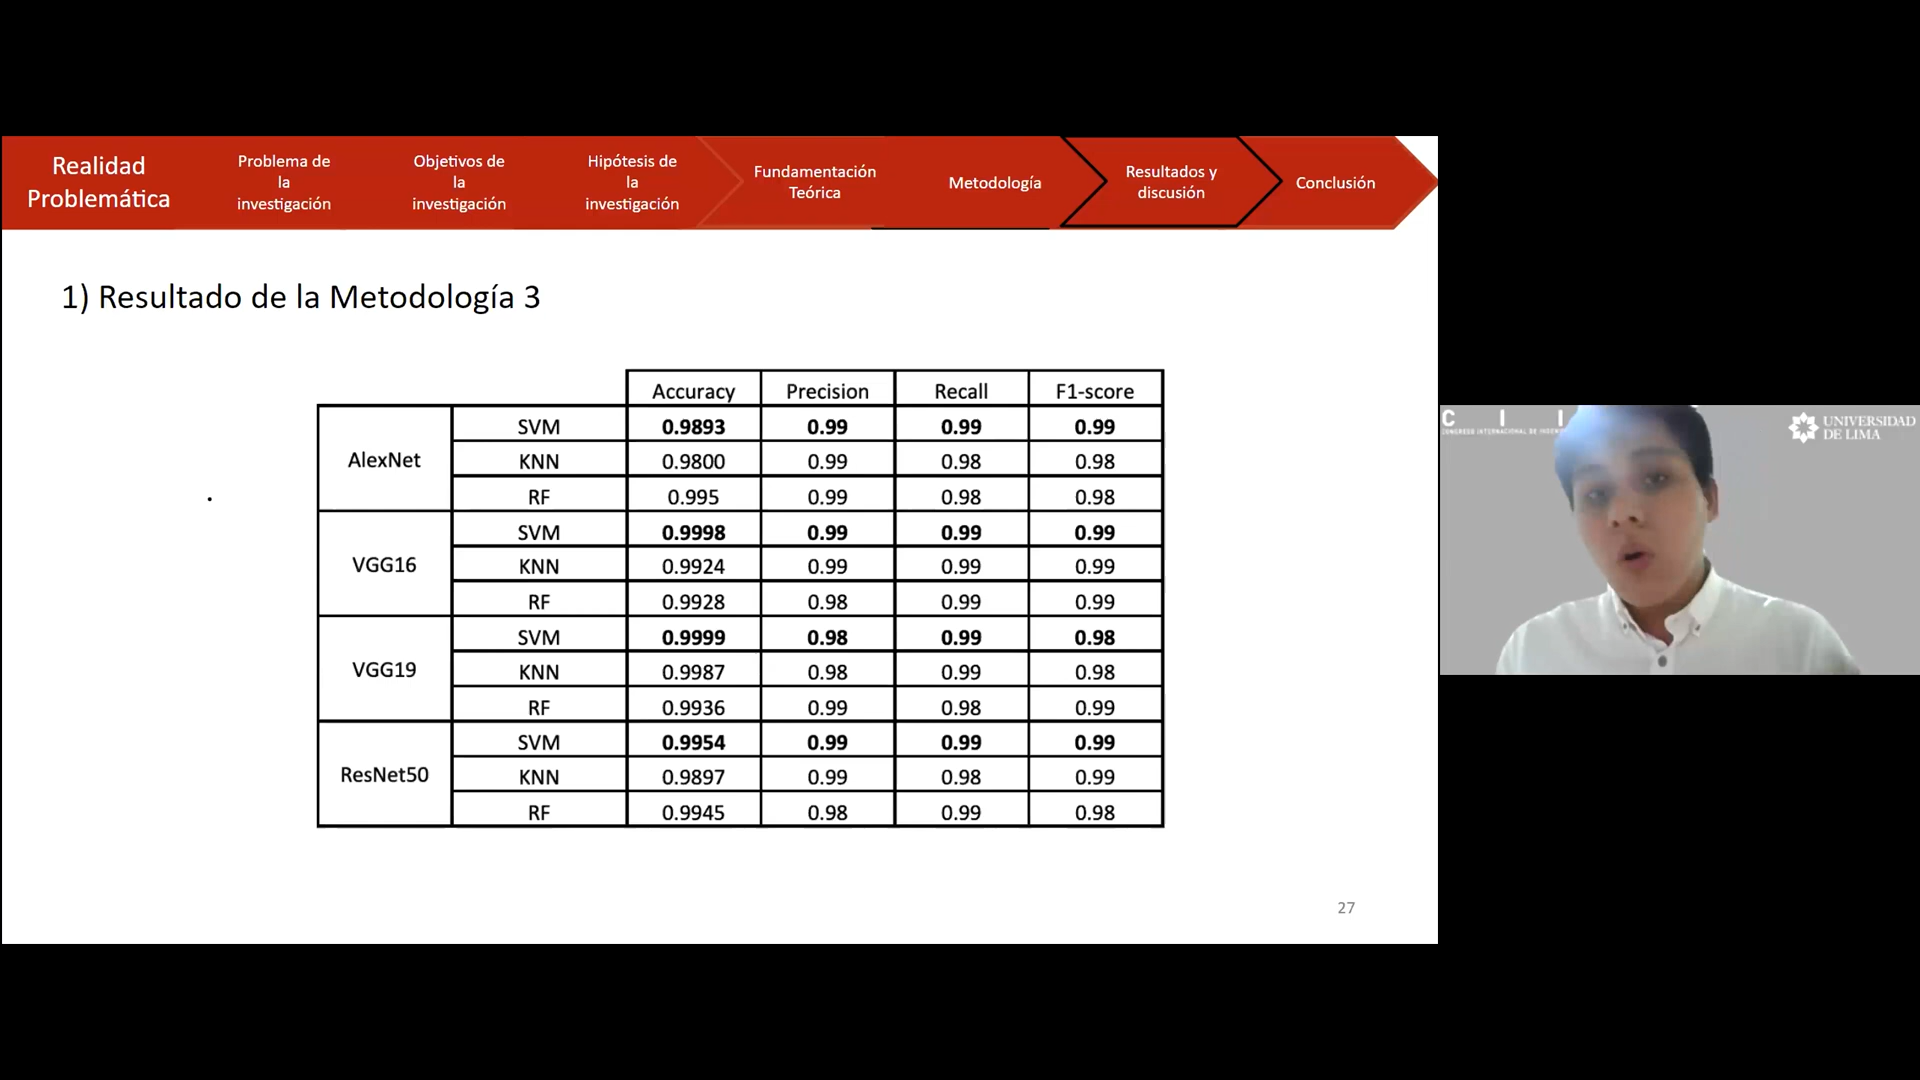 Realidad
Problemática
Problema de
la
investigación
Objetivos de
la
investigación
Hipótesis de
la
investigación
Fundamentación
Teórica
Metodología
Resultados y
discusión
Conclusión
1) Resultado de la Metodología 3
Accuracy Precision Recall F1-score
AlexNet
SVM 0.9893 0.99 0.99 0.99
KNN 0.9800 0.99 0.98 0.98
RF 0.995 0.99 0.98 0.98
VGG16
SVM 0.9998 0.99 0.99 0.99
KNN 0.9924 0.99 0.99 0.99
RF 0.9928 0.98 0.99 0.99
VGG19
SVM 0.9999 0.98 0.99 0.98
KNN 0.9987 0.98 0.99 0.98
RF 0.9936 0.99 0.98 0.99
ResNet50
SVM 0.9954 0.99 0.99 0.99
KNN 0.9897 0.99 0.98 0.99
RF 0.9945 0.98 0.99 0.98
27
C I I
CONGRESO INTERNACIONAL DE
UNIVERSIDAD
DE LIMA